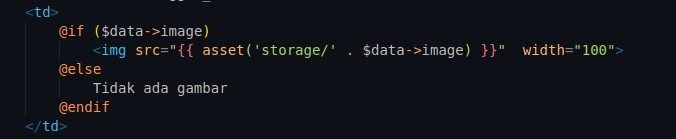 <td>
@if ($data->image)
<img src="{{ asset('storage/' . $data->image) }}"  width="100">
@else
Tidak ada gambar
@endif
</td>